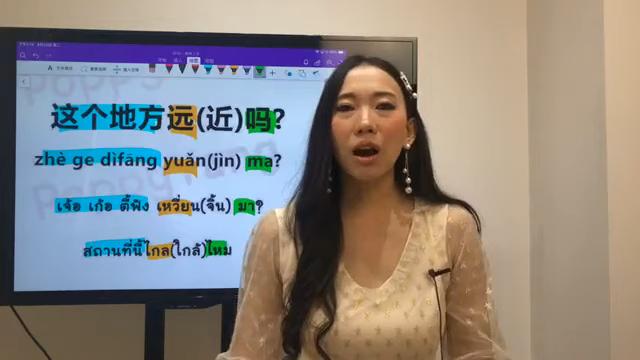 这个地方远(近)吗?
zhè ge dìfāng yuǎn(jìn) ma?
เจ้อ เก้อ ตี้ฟัง เหวี่ยน(จิ้น) มา?
สถานที่นี้ไกล(ใกล้)ไหม